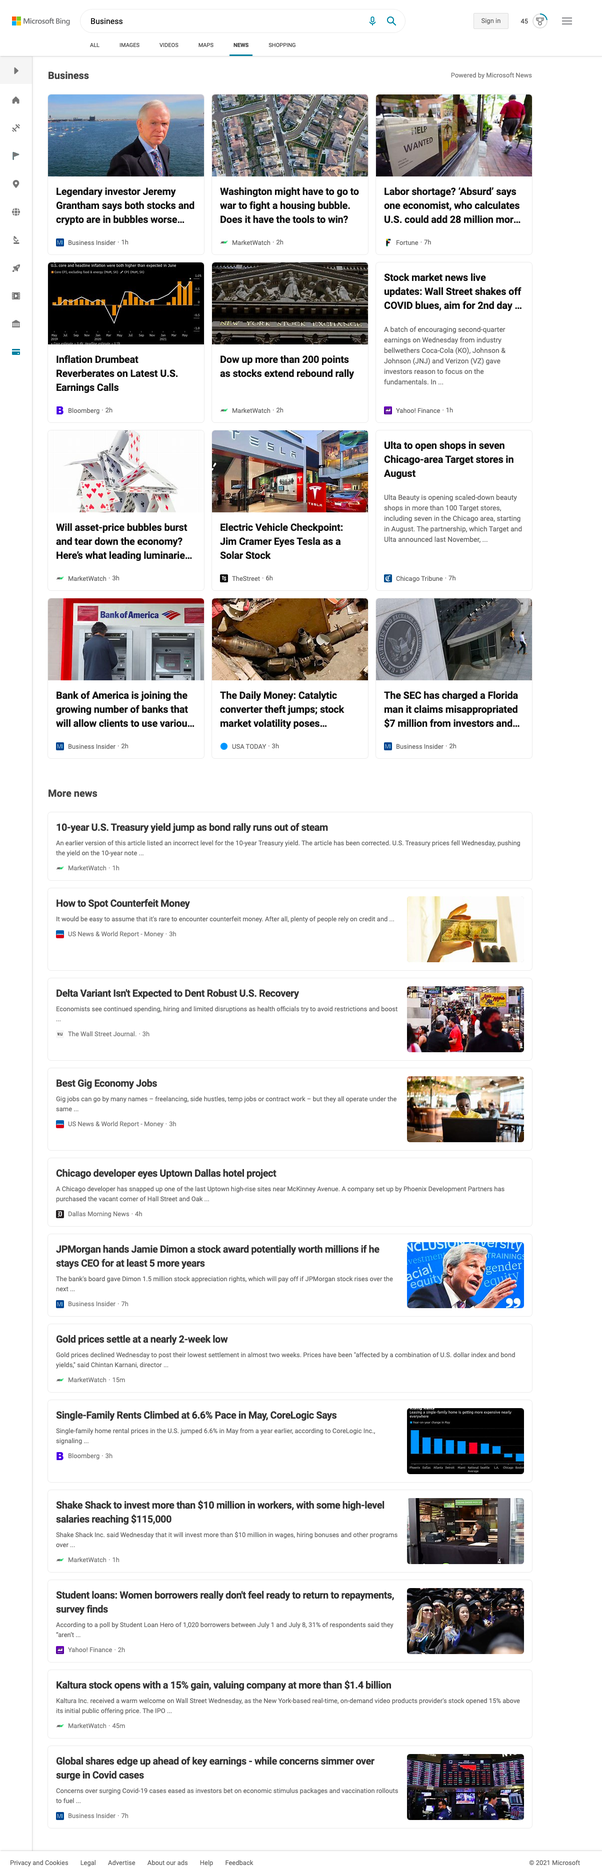 Microsoft Bing
Business
Sign in
45
ALL IMAGES VIDEOS MAPS NEWS SHOPPING
Business
Powered by Microsoft News
Legendary investor Jeremy
Grantham says both stocks and
crypto are in bubbles worse...
Business Insider · 1h
Washington might have to go to
war to fight a housing bubble.
Does it have the tools to win?
MarketWatch · 2h
HELP
WANTED
Labor shortage? 'Absurd' says
one economist, who calculates
U.S. could add 28 million mor...
Fortune · 7h
U.S. core and headline inflation were both higher than expected in June
Inflation Drumbeat
Reverberates on Latest U.S.
Earnings Calls
Bloomberg · 2h
NEW YORK STOCK EXCHANGE
Dow up more than 200 points
as stocks extend rebound rally
MarketWatch · 2h
Stock market news live
updates: Wall Street shakes off
COVID blues, aim for 2nd day ...
A batch of encouraging second-quarter
earnings on Wednesday from industry
bellwethers Coca-Cola (KO), Johnson &
Johnson (JNJ) and Verizon (VZ) gave
investors reason to focus on the
fundamentals. In ...
Yahoo! Finance · 1h
Will asset-price bubbles burst
and tear down the economy?
Here's what leading luminarie...
MarketWatch · 3h
TESLA
TESLA
Electric Vehicle Checkpoint:
Jim Cramer Eyes Tesla as a
Solar Stock
TheStreet · 6h
Ulta to open shops in seven
Chicago-area Target stores in
August
Ulta Beauty is opening scaled-down beauty
shops in more than 100 Target stores,
including seven in the Chicago area, starting
in August. The partnership, which Target and
Ulta announced last November, ...
Chicago Tribune · 7h
Bank of America
Bank of America is joining the
growing number of banks that
will allow clients to use variou...
Business Insider · 2h
The Daily Money: Catalytic
converter theft jumps; stock
market volatility poses...
USA TODAY · 3h
The SEC has charged a Florida
man it claims misappropriated
$7 million from investors and...
Business Insider · 2h
More news
10-year U.S. Treasury yield jump as bond rally runs out of steam
An earlier version of this article listed an incorrect level for the 10-year Treasury yield. The article has been corrected. U.S. Treasury prices fell Wednesday, pushing
the yield on the 10-year note ...
MarketWatch · 1h
How to Spot Counterfeit Money
It would be easy to assume that it's rare to encounter counterfeit money. After all, plenty of people rely on credit and ...
US News & World Report - Money · 3h
Delta Variant Isn't Expected to Dent Robust U.S. Recovery
Economists see continued spending, hiring and limited disruptions as health officials try to avoid restrictions and boost
...
The Wall Street Journal. · 3h
Best Gig Economy Jobs
Gig jobs can go by many names – freelancing, side hustles, temp jobs or contract work – but they all operate under the
same ...
US News & World Report - Money · 3h
Chicago developer eyes Uptown Dallas hotel project
A Chicago developer has snapped up one of the last Uptown high-rise sites near McKinney Avenue. A company set up by Phoenix Development Partners has
purchased the vacant corner of Hall Street and Oak ...
Dallas Morning News · 4h
JPMorgan hands Jamie Dimon a stock award potentially worth millions if he
stays CEO for at least 5 more years
The bank's board gave Dimon 1.5 million stock appreciation rights, which will pay off if JPMorgan stock rises over the
next ...
Business Insider · 7h
Gold prices settle at a nearly 2-week low
Gold prices declined Wednesday to post their lowest settlement in almost two weeks. Prices have been "affected by a combination of U.S. dollar index and bond
yields," said Chintan Karnani, director ...
MarketWatch · 15m
Single-Family Rents Climbed at 6.6% Pace in May, CoreLogic Says
Single-family home rental prices in the U.S. jumped 6.6% in May from a year earlier, according to CoreLogic Inc.,
signaling ...
Bloomberg · 3h
Shake Shack to invest more than $10 million in workers, with some high-level
salaries reaching $115,000
Shake Shack Inc. said Wednesday that it will invest more than $10 million in wages, hiring bonuses and other programs
over ...
MarketWatch · 1h
Student loans: Women borrowers really don't feel ready to return to repayments,
survey finds
According to a poll by Student Loan Hero of 1,020 borrowers between July 1 and July 8, 31% of respondents said they
"aren't ...
Yahoo! Finance · 2h
Kaltura stock opens with a 15% gain, valuing company at more than $1.4 billion
Kaltura Inc. received a warm welcome on Wall Street Wednesday, as the New York-based real-time, on-demand video products provider's stock opened 15% above
its initial public offering price. The IPO ...
MarketWatch · 45m
Global shares edge up ahead of key earnings - while concerns simmer over
surge in Covid cases
Concerns over surging Covid-19 cases eased as investors bet on economic stimulus packages and vaccination rollouts
to fuel ...
Business Insider · 7h
Privacy and Cookies Legal Advertise About our ads Help Feedback
© 2021 Microsoft